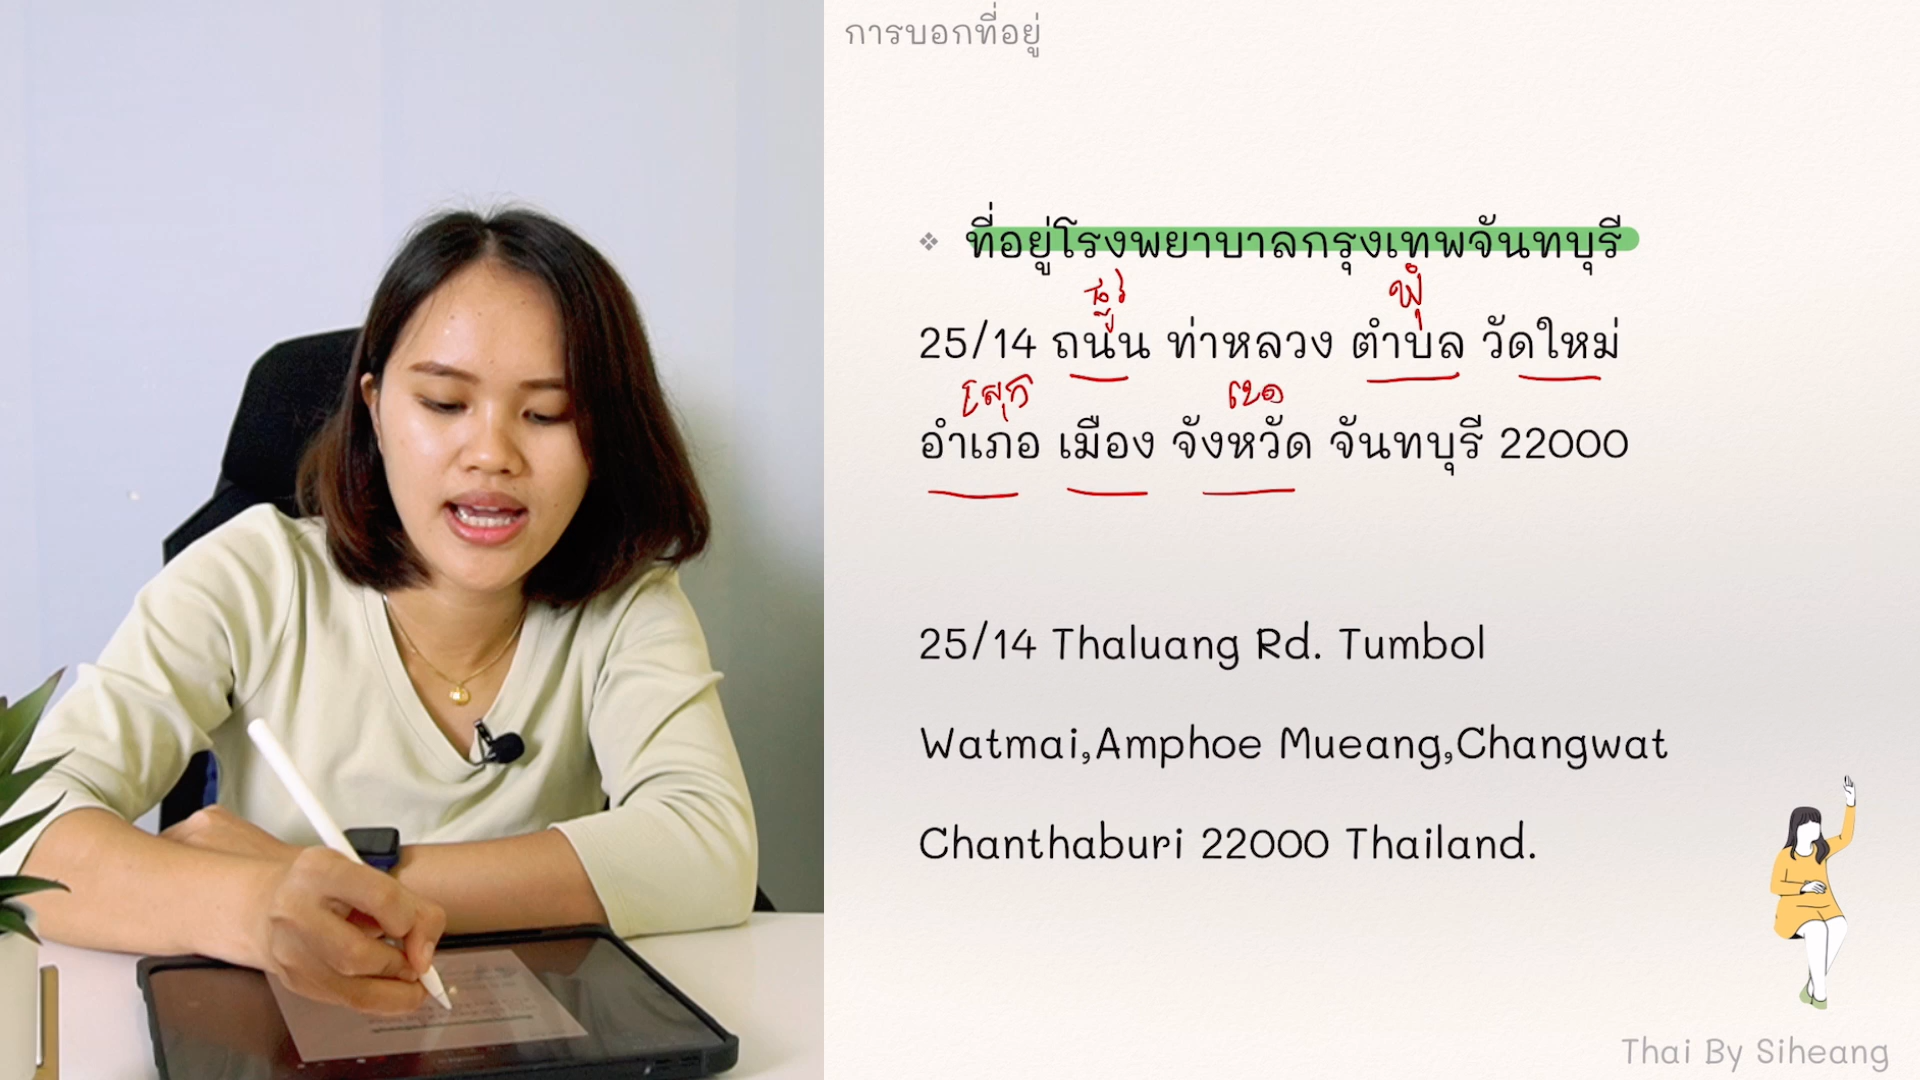 การบอกที่อยู่
ที่อยู่โรงพยาบาลกรุงเทพจันทบุรี
25/14 ถนน ท่าหลวง ตำบล วัดใหม่
อำเภอ เมือง จังหวัด จันทบุรี 22000
25/14 Thaluang Rd. Tumbol
Watmai,Amphoe Mueang,Changwat
Chanthaburi 22000 Thailand.
Thai By Siheang